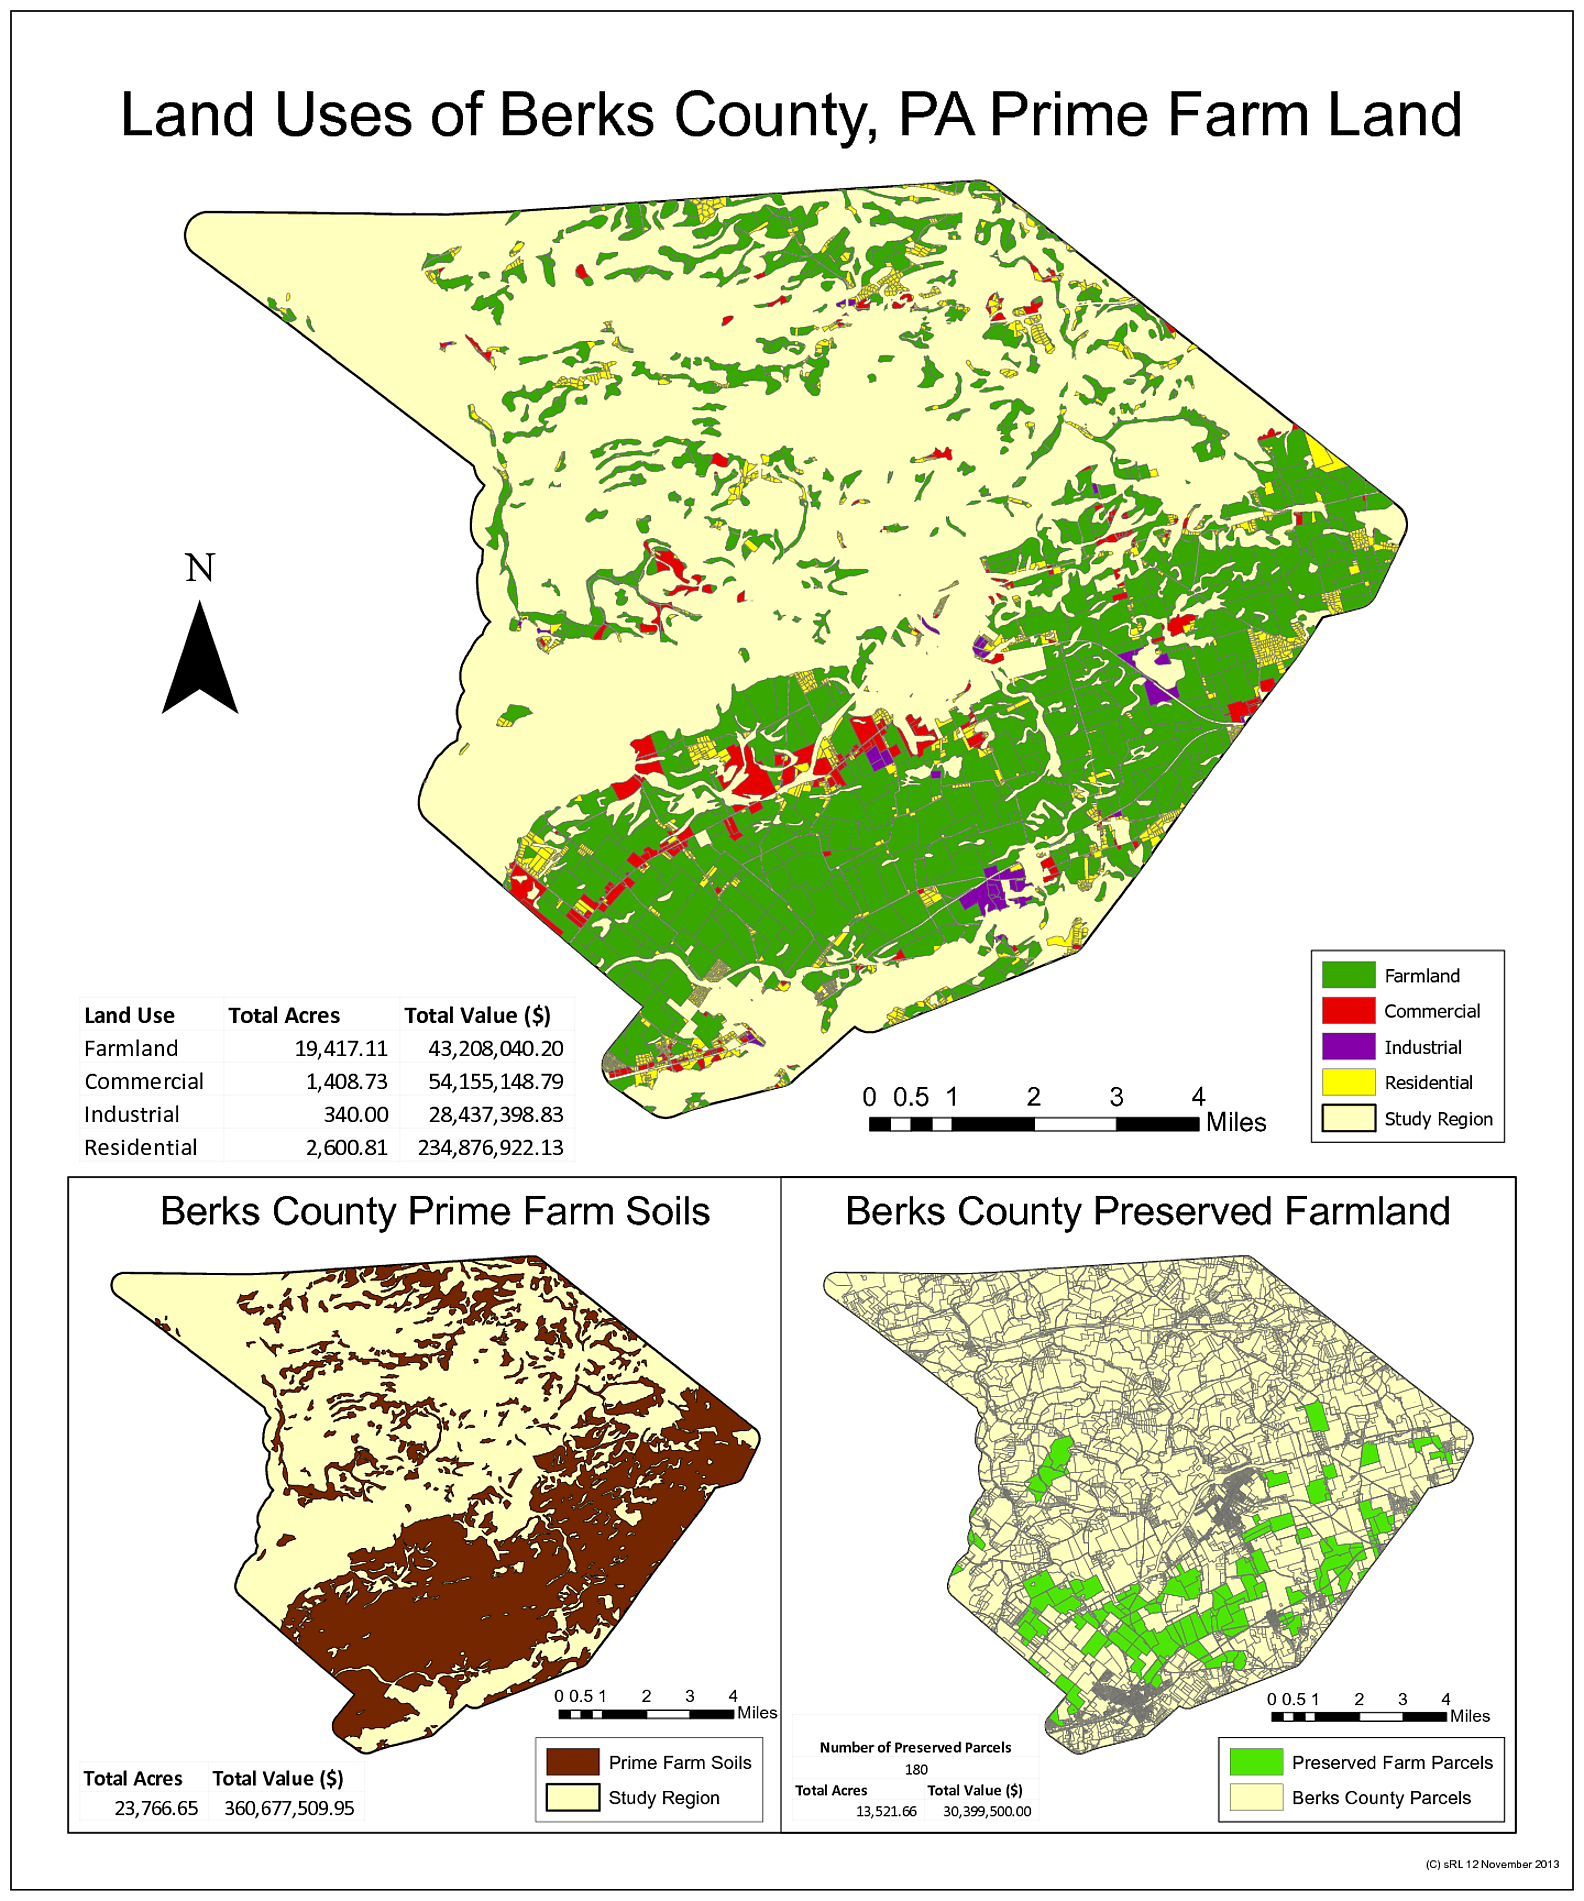 Land Uses of Berks County, PA Prime Farm Land
N
Land Use Total Acres Total Value ($)
Farmland 19,417.11 43,208,040.20
Commercial 1,408.73 54,155,148.79
Industrial 340.00 28,437,398.83
Residential 2,600.81 234,876,922.13
0 0.5 1 2 3 4
Miles
Farmland
Commercial
Industrial
Residential
Study Region
Berks County Prime Farm Soils
0 0.5 1 2 3 4
Miles
Prime Farm Soils
Study Region
Total Acres Total Value ($)
23,766.65 360,677,509.95
Berks County Preserved Farmland
0 0.5 1 2 3 4
Miles
Number of Preserved Parcels
180
Total Acres Total Value ($)
13,521.66 30,399,500.00
Preserved Farm Parcels
Berks County Parcels
(C) sRL 12 November 2013